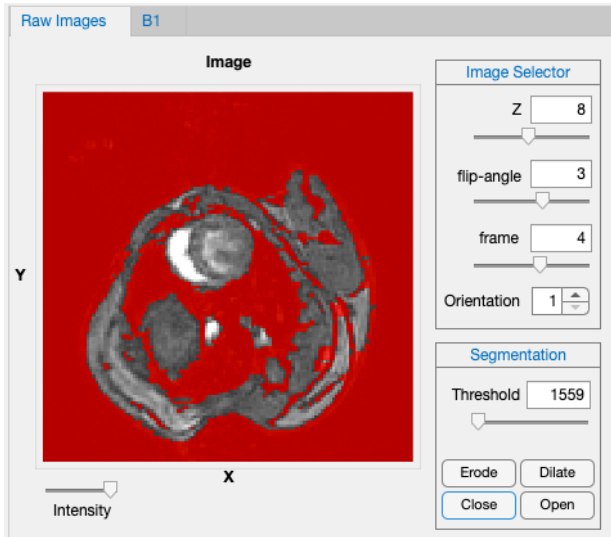 Raw Images
B1
Image
Y
X
Intensity
Image Selector
Z 8
flip-angle 3
frame 4
Orientation 1
Segmentation
Threshold 1559
Erode Dilate
Close Open